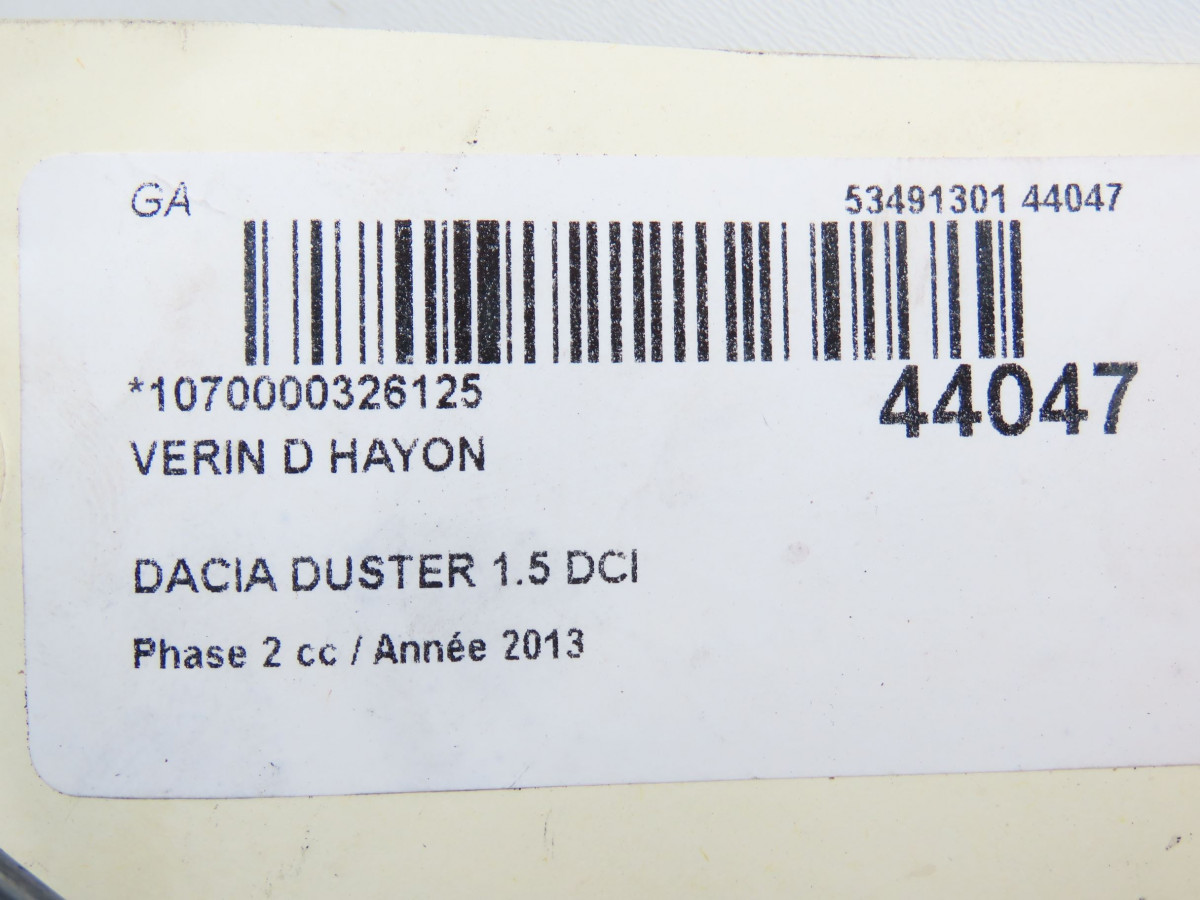 GA 53491301 44047
*1070000326125 44047
VERIN D HAYON
DACIA DUSTER 1.5 DCI
Phase 2 cc / Année 2013